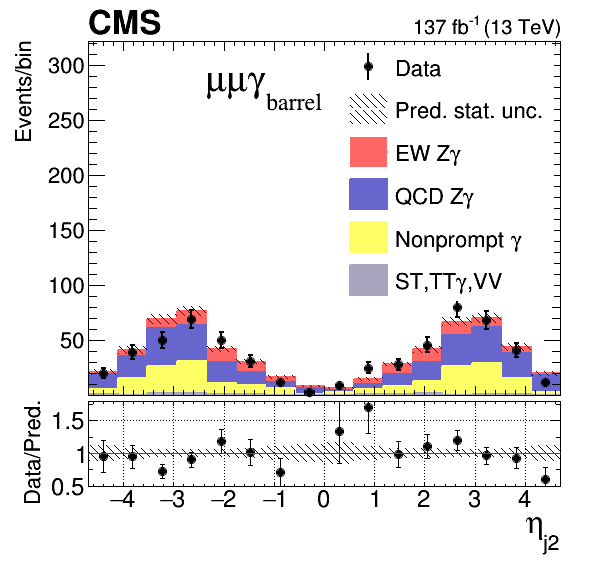 CMS 137 fb⁻¹ (13 TeV)
Events/bin
300
250
200
150
100
50
μμγ_barrel
Data
Pred. stat. unc.
EW Zγ
QCD Zγ
Nonprompt γ
ST,TTγ,VV
Data/Pred.
1.5
1
0.5
−4 −3 −2 −1 0 1 2 3 4
η_j2